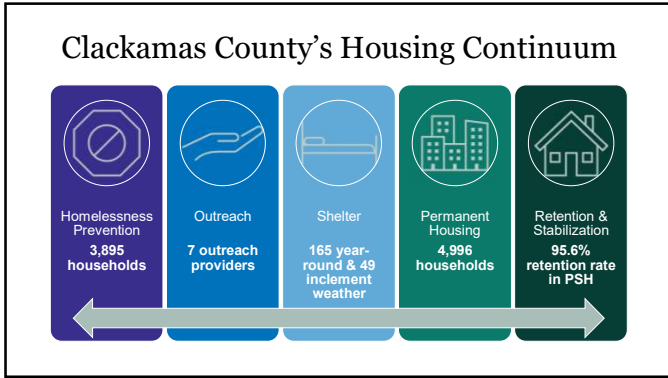 Clackamas County’s Housing Continuum
Homelessness
Prevention
3,895
households
Outreach
7 outreach
providers
Shelter
165 year-
round & 49
inclement
weather
Permanent
Housing
4,996
households
Retention &
Stabilization
95.6%
retention rate
in PSH